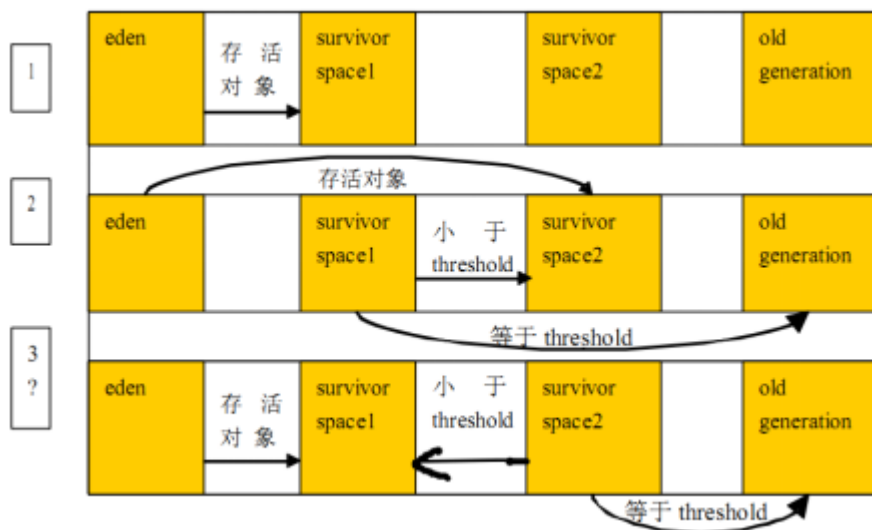 1
eden
存 活
对 象
survivor
space1
survivor
space2
old
generation
2
存活对象
eden
survivor
space1
小 于
threshold
survivor
space2
old
generation
等于 threshold
3
?
eden
存 活
对 象
survivor
space1
小 于
threshold
survivor
space2
old
generation
等于 threshold